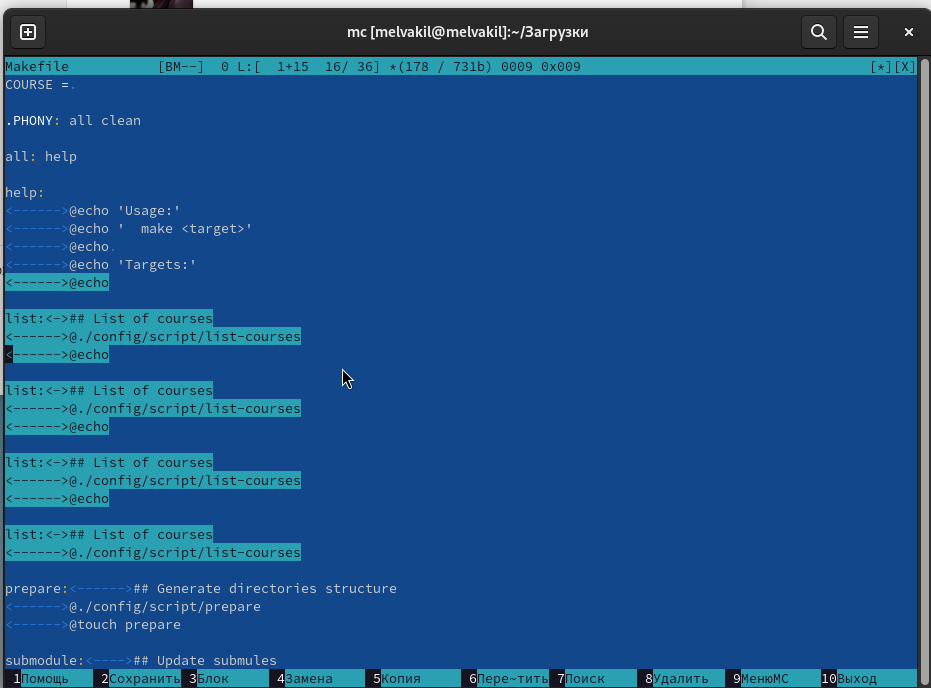 mc [melvakil@melvakil]:~/Загрузки
Makefile [BM--] 0 L:[ 1+15 16/ 36] *(178 / 731b) 0009 0x009 [*][X]
COURSE =.
.PHONY: all clean
all: help
help:
<------>@echo 'Usage:'
<------>@echo '  make <target>'
<------>@echo.
<------>@echo 'Targets:'
<------>@echo
list:<->## List of courses
<------>@./config/script/list-courses
<------>@echo
list:<->## List of courses
<------>@./config/script/list-courses
<------>@echo
list:<->## List of courses
<------>@./config/script/list-courses
<------>@echo
list:<->## List of courses
<------>@./config/script/list-courses
prepare:<------>## Generate directories structure
<------>@./config/script/prepare
<------>@touch prepare
submodule:<---->## Update submules
1Помощь 2Сохранить 3Блок 4Замена 5Копия 6Пере~тить 7Поиск 8Удалить 9МенюMC 10Выход